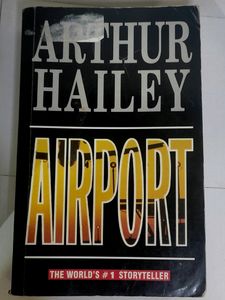 ARTHUR
HAILEY
AIRPORT
THE WORLD'S # 1 STORYTELLER